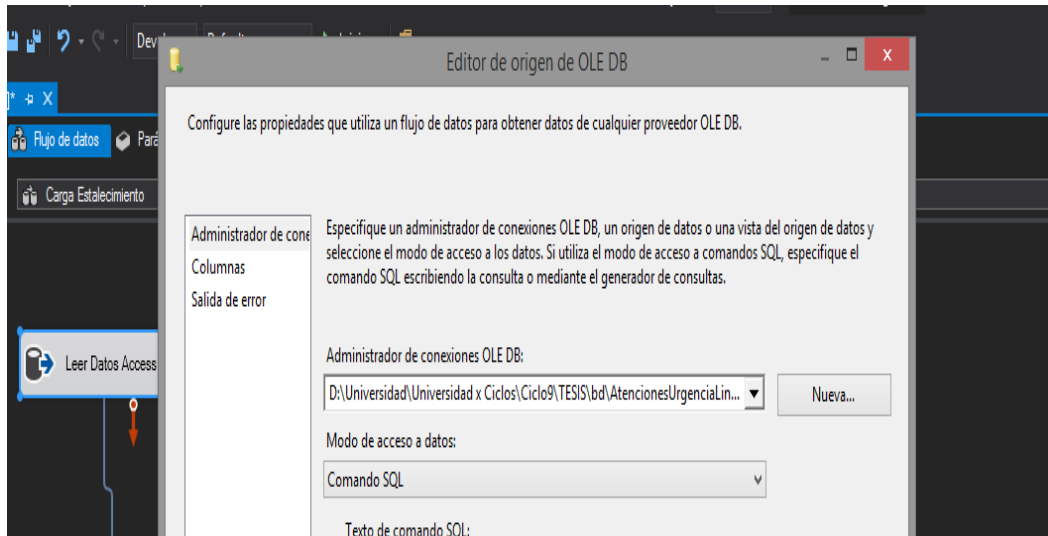 Dev
Editor de origen de OLE DB
Configure las propiedades que utiliza un flujo de datos para obtener datos de cualquier proveedor OLE DB.
Flujo de datos
Pará
Carga Estalecimiento
Administrador de cone
Columnas
Salida de error
Especifique un administrador de conexiones OLE DB, un origen de datos o una vista del origen de datos y
seleccione el modo de acceso a los datos. Si utiliza el modo de acceso a comandos SQL, especifique el
comando SQL escribiendo la consulta o mediante el generador de consultas.
Leer Datos Access
Administrador de conexiones OLE DB:
D:\Universidad\Universidad x Ciclos\Ciclo9\TESIS\bd\AtencionesUrgenciaLin...
Nueva...
Modo de acceso a datos:
Comando SQL
Texto de comando SQL: